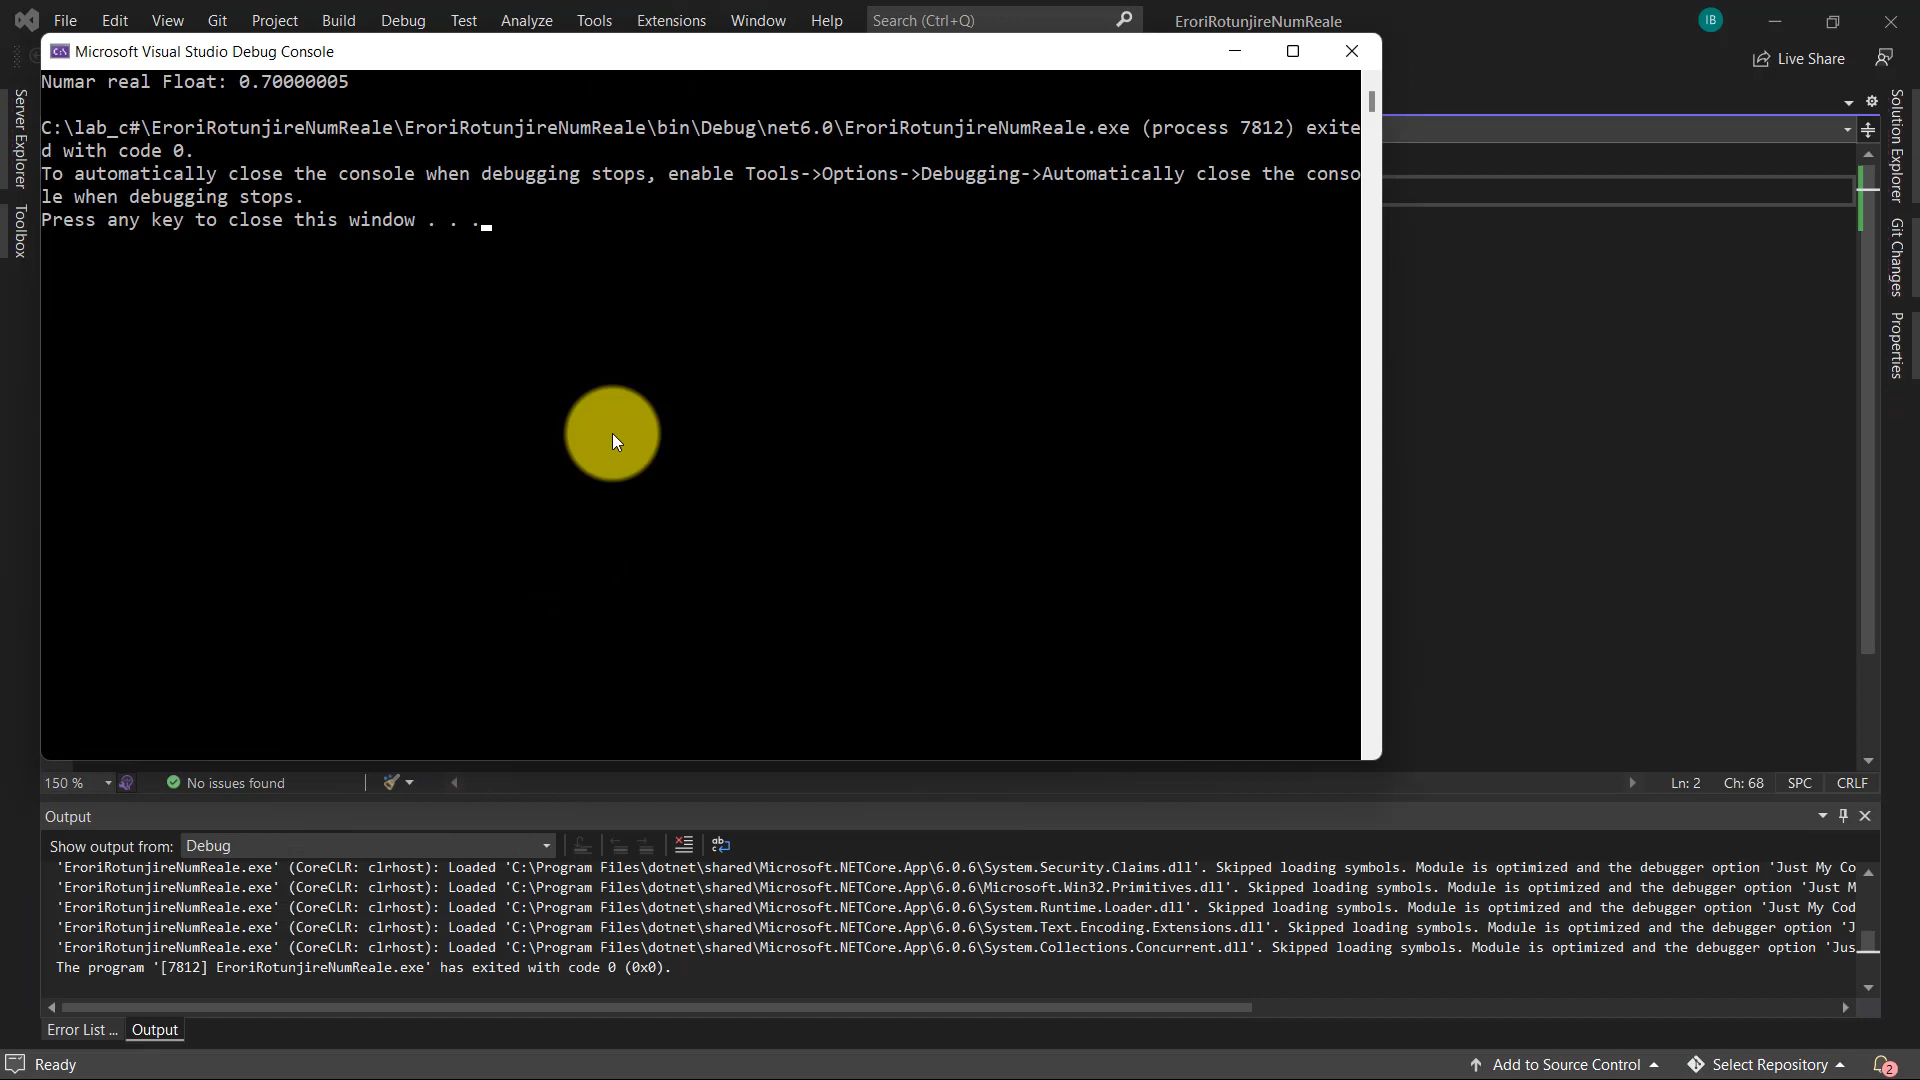 File Edit View Git Project Build Debug Test Analyze Tools Extensions Window Help Search (Ctrl+Q) EroriRotunjireNumReale IB
Microsoft Visual Studio Debug Console
Live Share
Numar real Float: 0.70000005
C:\lab_c#\EroriRotunjireNumReale\EroriRotunjireNumReale\bin\Debug\net6.0\EroriRotunjireNumReale.exe (process 7812) exite
d with code 0.
To automatically close the console when debugging stops, enable Tools->Options->Debugging->Automatically close the conso
le when debugging stops.
Press any key to close this window . . .
Server Explorer
Toolbox
Solution Explorer
Git Changes
Properties
150 % No issues found Ln: 2 Ch: 68 SPC CRLF
Output
Show output from: Debug
'EroriRotunjireNumReale.exe' (CoreCLR: clrhost): Loaded 'C:\Program Files\dotnet\shared\Microsoft.NETCore.App\6.0.6\System.Security.Claims.dll'. Skipped loading symbols. Module is optimized and the debugger option 'Just My Co
'EroriRotunjireNumReale.exe' (CoreCLR: clrhost): Loaded 'C:\Program Files\dotnet\shared\Microsoft.NETCore.App\6.0.6\Microsoft.Win32.Primitives.dll'. Skipped loading symbols. Module is optimized and the debugger option 'Just M
'EroriRotunjireNumReale.exe' (CoreCLR: clrhost): Loaded 'C:\Program Files\dotnet\shared\Microsoft.NETCore.App\6.0.6\System.Runtime.Loader.dll'. Skipped loading symbols. Module is optimized and the debugger option 'Just My Cod
'EroriRotunjireNumReale.exe' (CoreCLR: clrhost): Loaded 'C:\Program Files\dotnet\shared\Microsoft.NETCore.App\6.0.6\System.Text.Encoding.Extensions.dll'. Skipped loading symbols. Module is optimized and the debugger option 'J
'EroriRotunjireNumReale.exe' (CoreCLR: clrhost): Loaded 'C:\Program Files\dotnet\shared\Microsoft.NETCore.App\6.0.6\System.Collections.Concurrent.dll'. Skipped loading symbols. Module is optimized and the debugger option 'Jus
The program '[7812] EroriRotunjireNumReale.exe' has exited with code 0 (0x0).
Error List ... Output
Ready Add to Source Control Select Repository 2